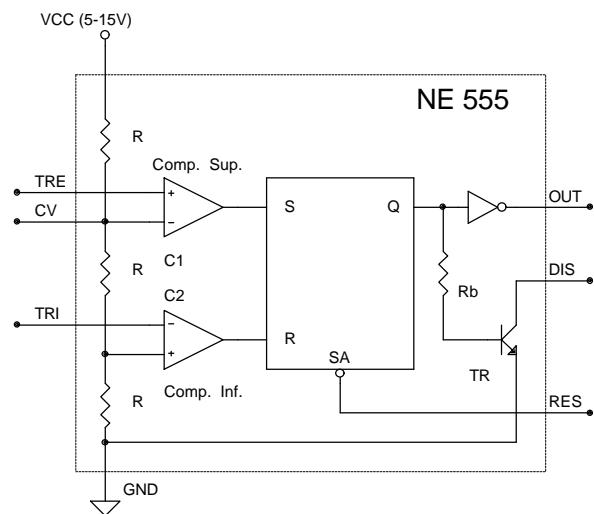 VCC (5-15V)
NE 555
R
Comp. Sup.
TRE
+
S
Q
OUT
CV
-
C1
R
DIS
Rb
C2
TRI
-
R
+
SA
TR
R
Comp. Inf.
RES
GND